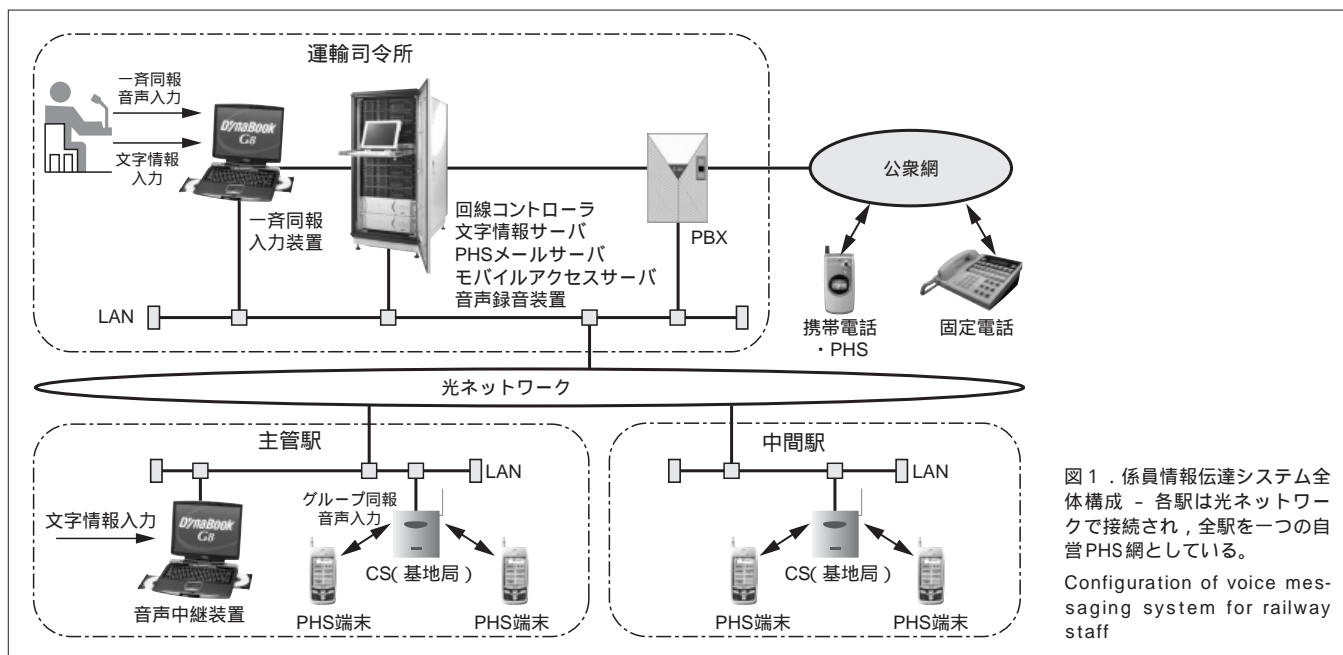 運輸司令所
一斉同報
音声入力
文字情報
入力
DynaBook
G8
一斉同報
入力装置
回線コントローラ
文字情報サーバ
PHSメールサーバ
モバイルアクセスサーバ
音声録音装置
PBX
公衆網
携帯電話
・PHS
固定電話
LAN
光ネットワーク
主管駅
LAN
文字情報入力
DynaBook
G8
音声中継装置
グループ同報
音声入力
CS(基地局)
PHS端末
PHS端末
中間駅
LAN
CS(基地局)
PHS端末
PHS端末
図1．係員情報伝達システム全
体構成 － 各駅は光ネットワー
クで接続され，全駅を一つの自
営PHS網としている。
Configuration of voice mes-
saging system for railway
staff